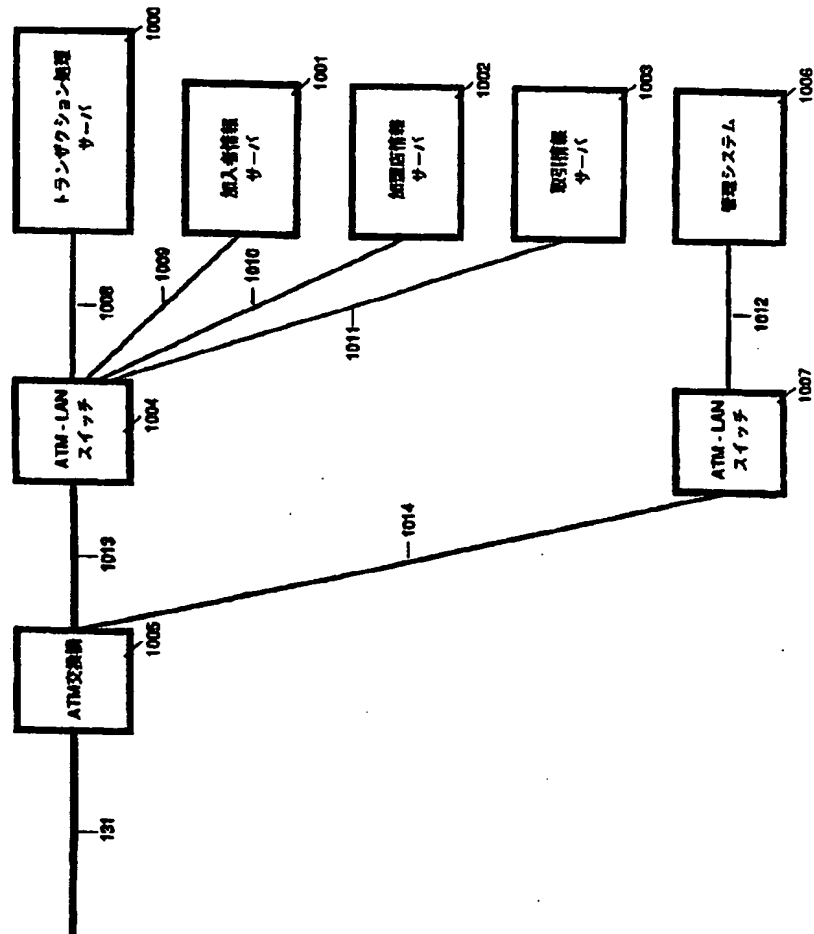 トランザクション処理
サーバ
1000
加入者情報
サーバ
1001
加盟店情報
サーバ
1002
取引情報
サーバ
1003
管理システム
1006
1008
1009
1010
1011
1012
ATM-LAN
スイッチ
1004
ATM-LAN
スイッチ
1007
1013
1014
ATM交換機
1005
131